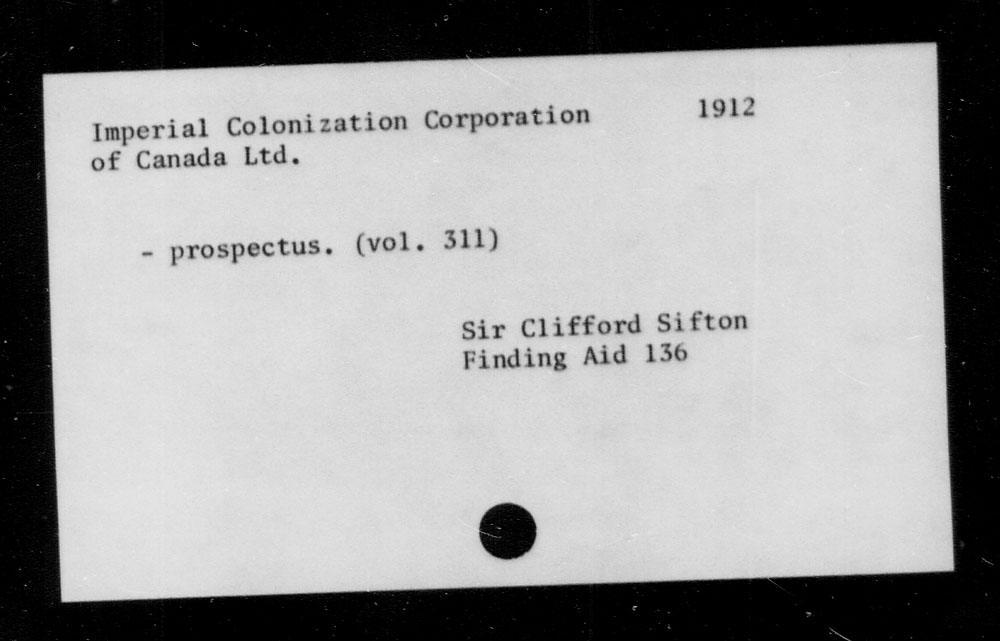 Imperial Colonization Corporation 1912
of Canada Ltd.
- prospectus. (vol. 311)
Sir Clifford Sifton
Finding Aid 136